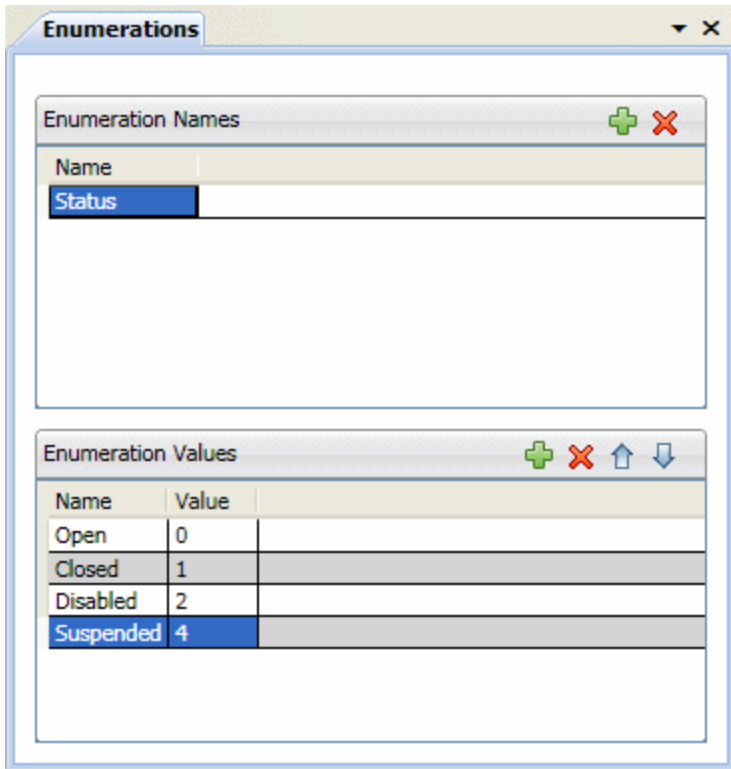 Enumerations
Enumeration Names
Name
Status
Enumeration Values
Name Value
Open 0
Closed 1
Disabled 2
Suspended 4